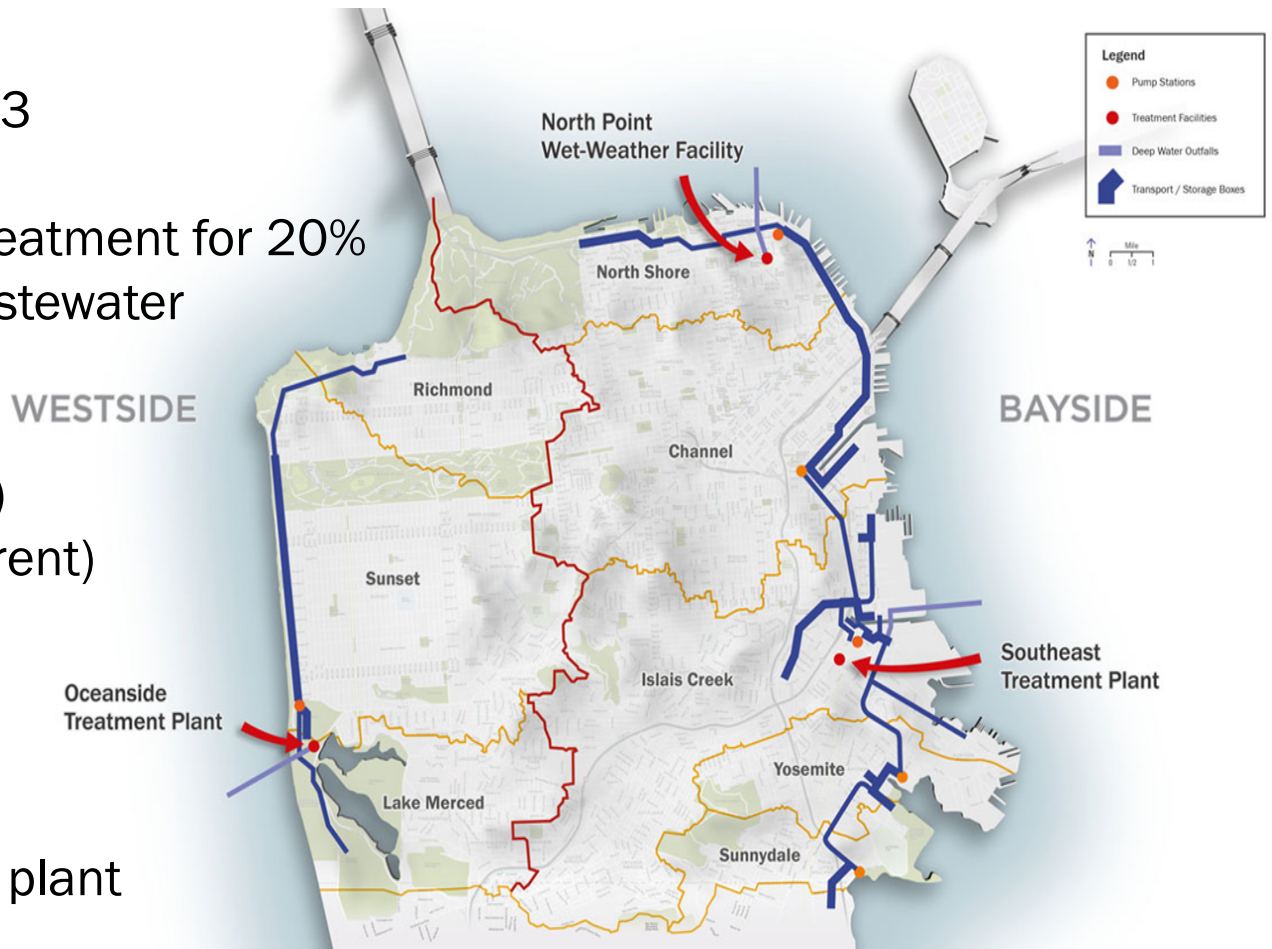 3
eatment for 20%
stewater
)
rent)
plant
WESTSIDE
BAYSIDE
North Point
Wet-Weather Facility
North Shore
Richmond
Channel
Sunset
Islais Creek
Oceanside
Treatment Plant
Southeast
Treatment Plant
Lake Merced
Yosemite
Sunnydale
Legend
Pump Stations
Treatment Facilities
Deep Water Outfalls
Transport / Storage Boxes
N
Mile
0 1/2 1